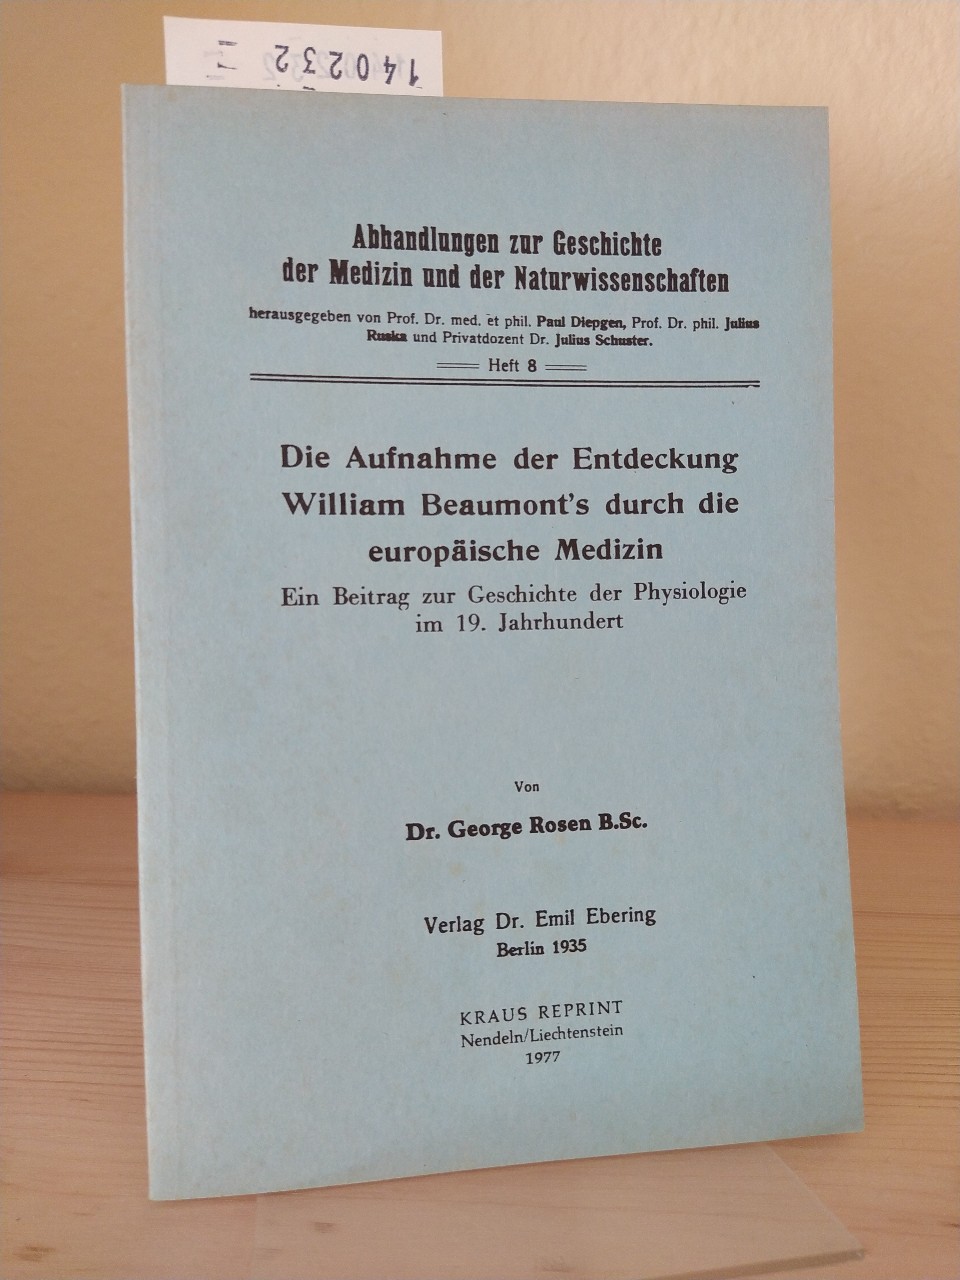 140232
Abhandlungen zur Geschichte
der Medizin und der Naturwissenschaften
herausgegeben von Prof. Dr. med. et phil. Paul Diepgen, Prof. Dr. phil. Julius
Ruska und Privatdozent Dr. Julius Schuster.
Heft 8
Die Aufnahme der Entdeckung
William Beaumont's durch die
europäische Medizin
Ein Beitrag zur Geschichte der Physiologie
im 19. Jahrhundert
Von
Dr. George Rosen B.Sc.
Verlag Dr. Emil Ebering
Berlin 1935
KRAUS REPRINT
Nendeln/Liechtenstein
1977